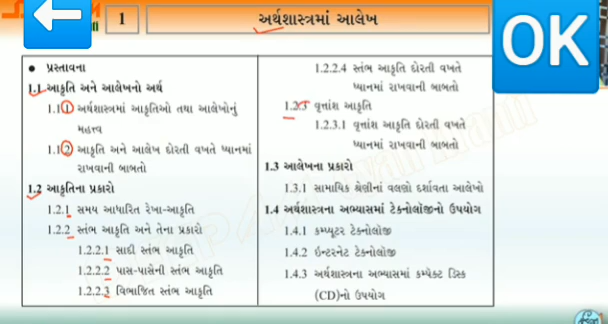 1
અર્થશાસ્ત્રમાં આલેખ
OK
● પ્રસ્તાવના
1.1 આકૃતિ અને આલેખનો અર્થ
1.1.1 અર્થશાસ્ત્રમાં આકૃતિઓ તથા આલેખોનું
મહત્ત્વ
1.1.2 આકૃતિ અને આલેખ દોરતી વખતે ધ્યાનમાં
રાખવાની બાબતો
1.2 આકૃતિના પ્રકારો
1.2.1 સમય આધારિત રેખા-આકૃતિ
1.2.2 સ્તંભ આકૃતિ અને તેના પ્રકારો
1.2.2.1 સાદી સ્તંભ આકૃતિ
1.2.2.2 પાસ-પાસેની સ્તંભ આકૃતિ
1.2.2.3 વિભાજિત સ્તંભ આકૃતિ
1.2.2.4 સ્તંભ આકૃતિ દોરતી વખતે
ધ્યાનમાં રાખવાની બાબતો
1.2.3 વૃત્તાંશ આકૃતિ
1.2.3.1 વૃત્તાંશ આકૃતિ દોરતી વખતે
ધ્યાનમાં રાખવાની બાબતો
1.3 આલેખના પ્રકારો
1.3.1 સામાયિક શ્રેણીનાં વલણો દર્શાવતા આલેખો
1.4 અર્થશાસ્ત્રના અભ્યાસમાં ટેક્નોલૉજીનો ઉપયોગ
1.4.1 કમ્પ્યૂટર ટેક્નોલૉજી
1.4.2 ઇન્ટરનેટ ટેક્નોલૉજી
1.4.3 અર્થશાસ્ત્રના અભ્યાસમાં કમ્પેક્ટ ડિસ્ક
(CD)નો ઉપયોગ